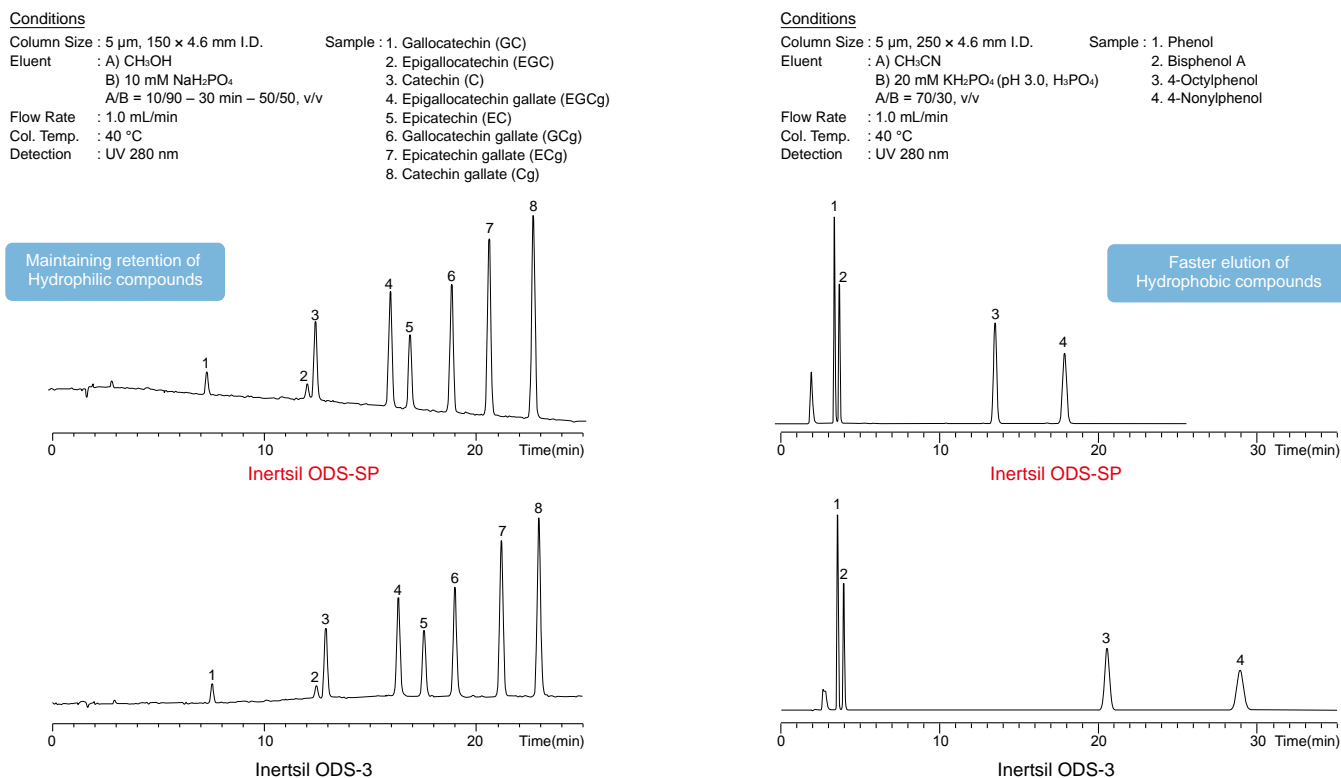 Conditions
Column Size : 5 μm, 150 × 4.6 mm I.D.
Eluent : A) CH₃OH
B) 10 mM NaH₂PO₄
A/B = 10/90 – 30 min – 50/50, v/v
Flow Rate : 1.0 mL/min
Col. Temp. : 40 °C
Detection : UV 280 nm
Sample : 1. Gallocatechin (GC)
2. Epigallocatechin (EGC)
3. Catechin (C)
4. Epigallocatechin gallate (EGCg)
5. Epicatechin (EC)
6. Gallocatechin gallate (GCg)
7. Epicatechin gallate (ECg)
8. Catechin gallate (Cg)
Maintaining retention of
Hydrophilic compounds
1
2
3
4
5
6
7
8
0 10 20 Time(min)
Inertsil ODS-SP
1
2
3
4
5
6
7
8
0 10 20 Time(min)
Inertsil ODS-3
Conditions
Column Size : 5 μm, 250 × 4.6 mm I.D.
Eluent : A) CH₃CN
B) 20 mM KH₂PO₄ (pH 3.0, H₃PO₄)
A/B = 70/30, v/v
Flow Rate : 1.0 mL/min
Col. Temp. : 40 °C
Detection : UV 280 nm
Sample : 1. Phenol
2. Bisphenol A
3. 4-Octylphenol
4. 4-Nonylphenol
Faster elution of
Hydrophobic compounds
1
2
3
4
0 10 20 30 Time(min)
Inertsil ODS-SP
1
2
3
4
0 10 20 30 Time(min)
Inertsil ODS-3